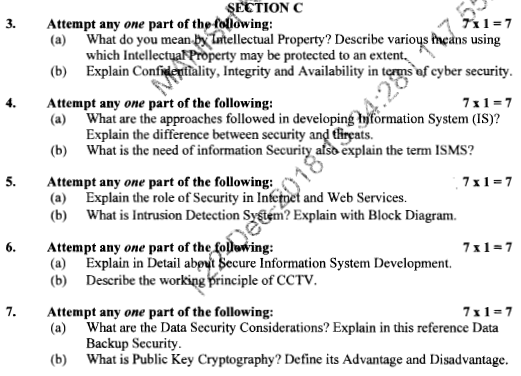 SECTION C
3. Attempt any one part of the following: 7 x 1 = 7
(a) What do you mean by Intellectual Property? Describe various means using
which Intellectual Property may be protected to an extent.
(b) Explain Confidentiality, Integrity and Availability in terms of cyber security.
4. Attempt any one part of the following: 7 x 1 = 7
(a) What are the approaches followed in developing Information System (IS)?
Explain the difference between security and threats.
(b) What is the need of information Security also explain the term ISMS?
5. Attempt any one part of the following: 7 x 1 = 7
(a) Explain the role of Security in Internet and Web Services.
(b) What is Intrusion Detection System? Explain with Block Diagram.
6. Attempt any one part of the following: 7 x 1 = 7
(a) Explain in Detail about Secure Information System Development.
(b) Describe the working principle of CCTV.
7. Attempt any one part of the following: 7 x 1 = 7
(a) What are the Data Security Considerations? Explain in this reference Data
Backup Security.
(b) What is Public Key Cryptography? Define its Advantage and Disadvantage.